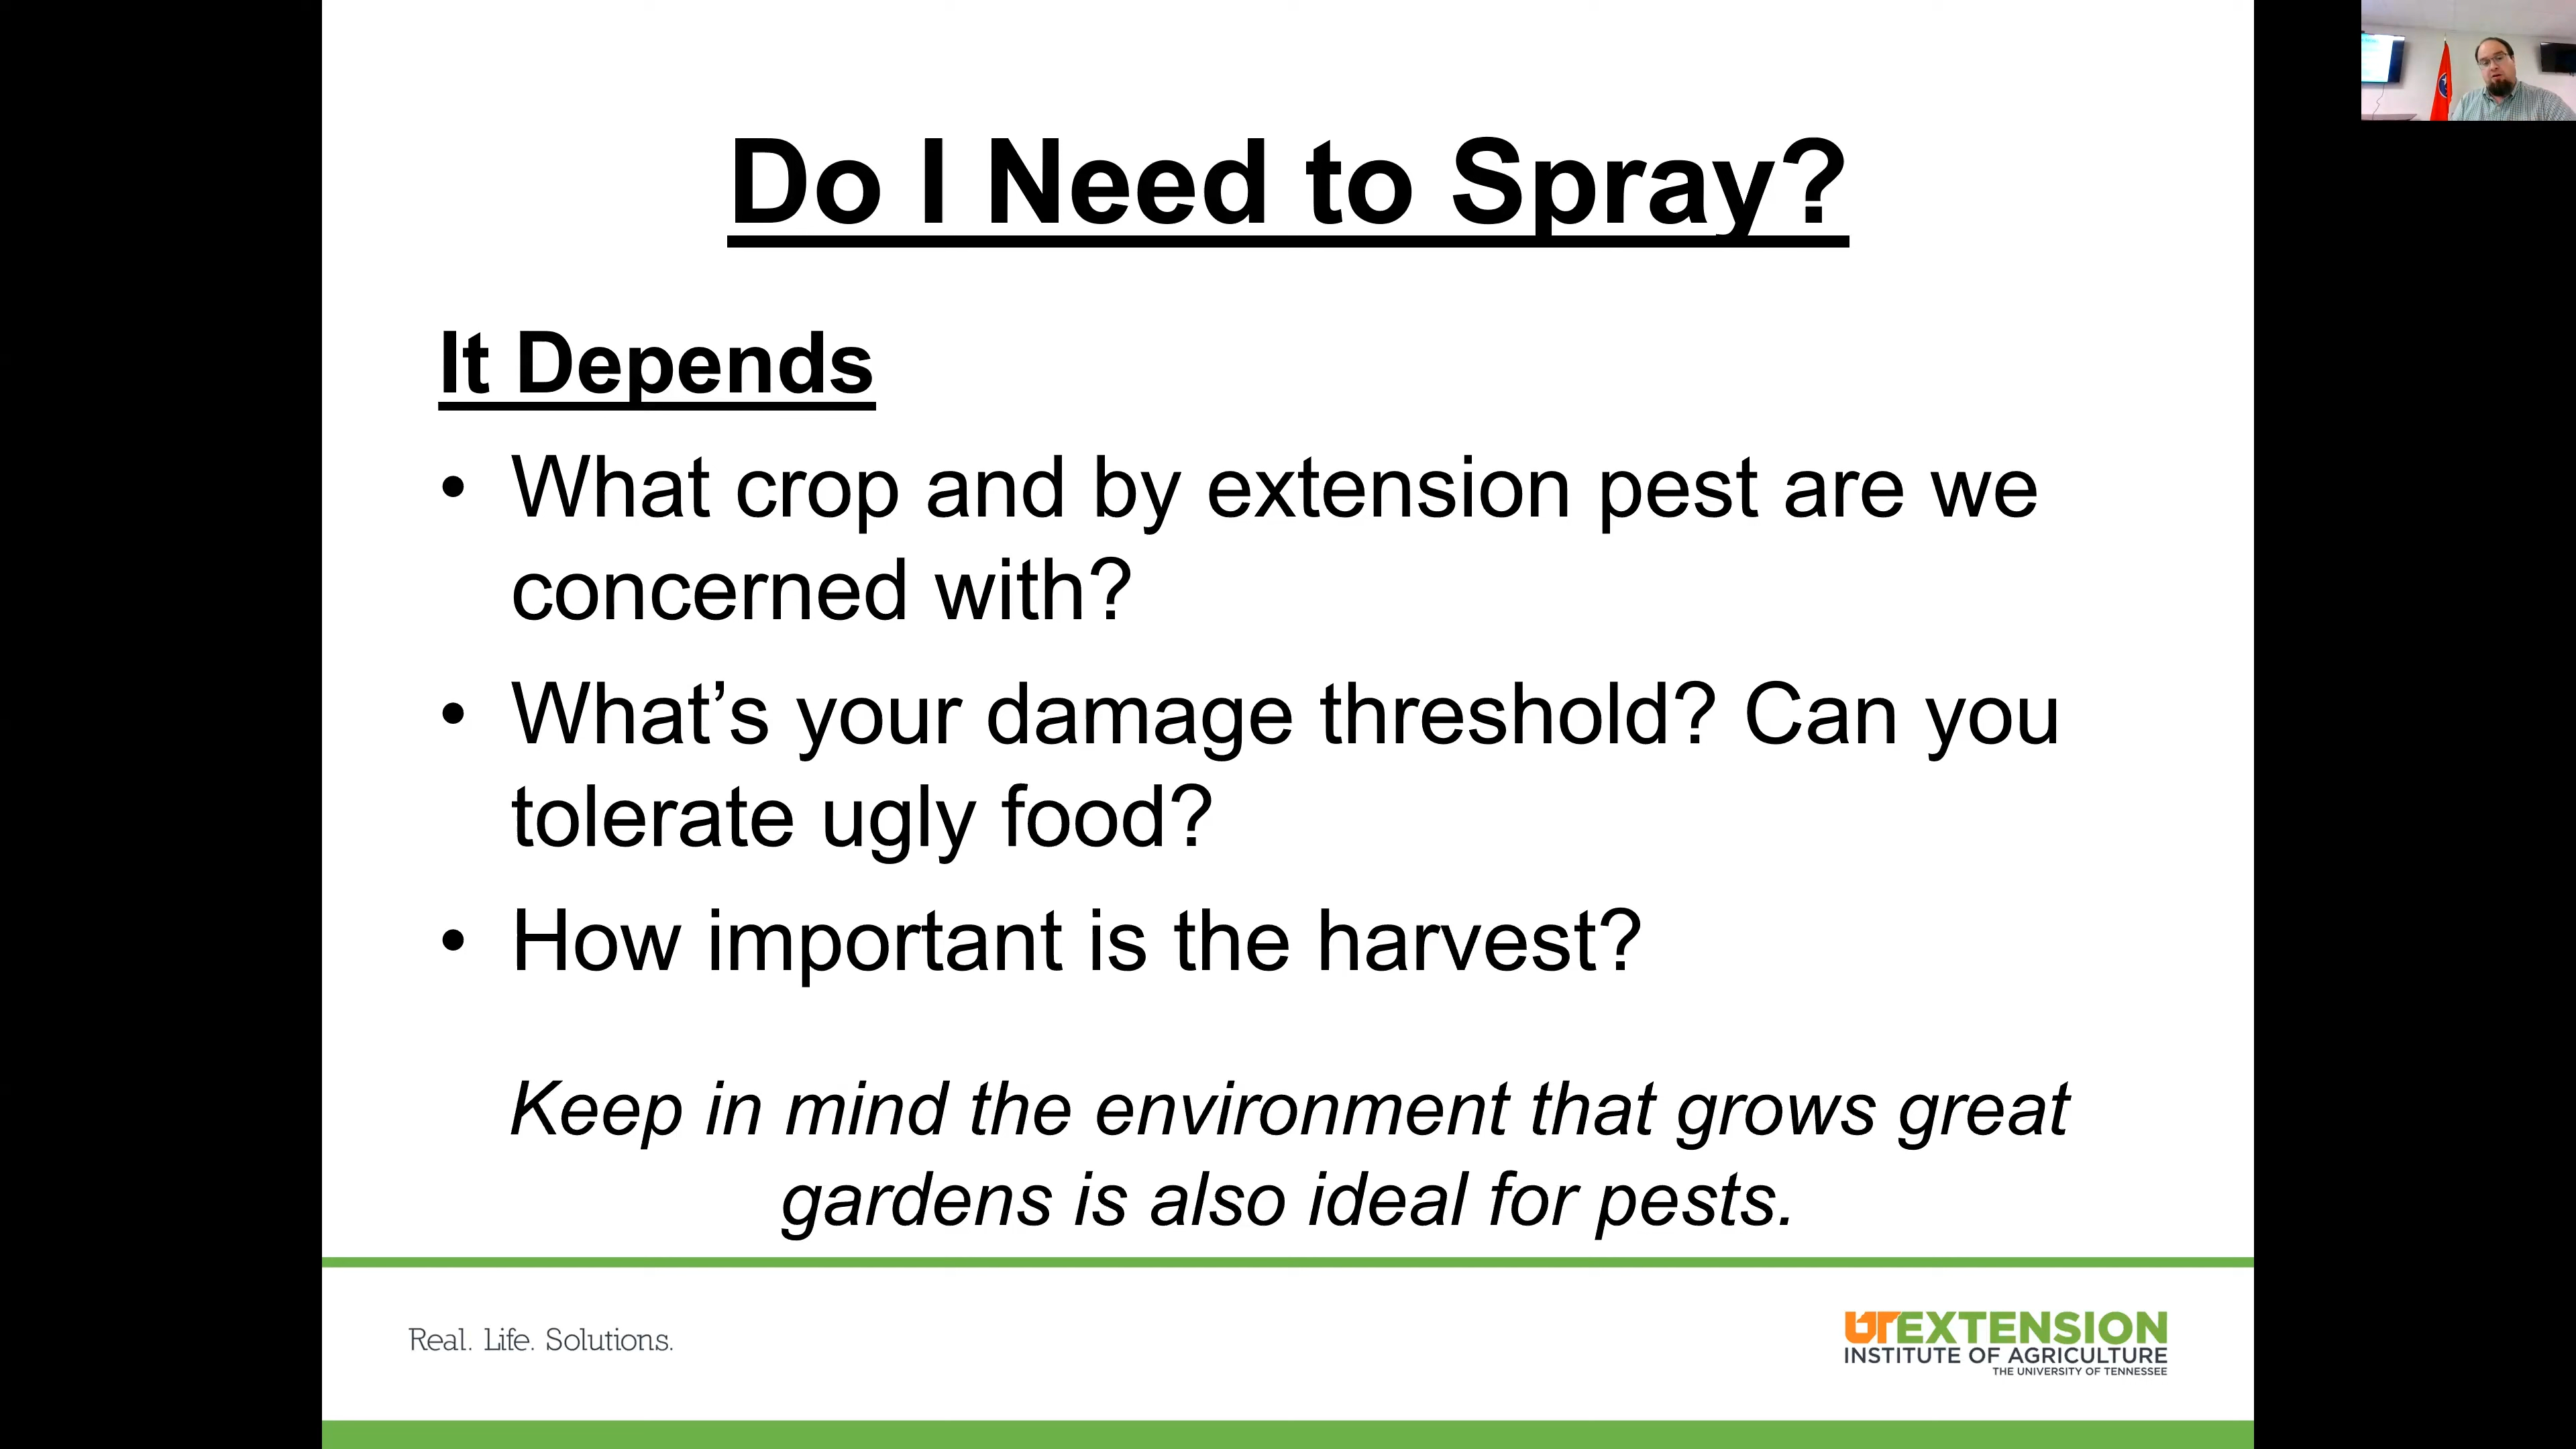 Do I Need to Spray?
It Depends
• What crop and by extension pest are we
concerned with?
• What’s your damage threshold? Can you
tolerate ugly food?
• How important is the harvest?
Keep in mind the environment that grows great
gardens is also ideal for pests.
Real. Life. Solutions.
UTEXTENSION
INSTITUTE OF AGRICULTURE
THE UNIVERSITY OF TENNESSEE